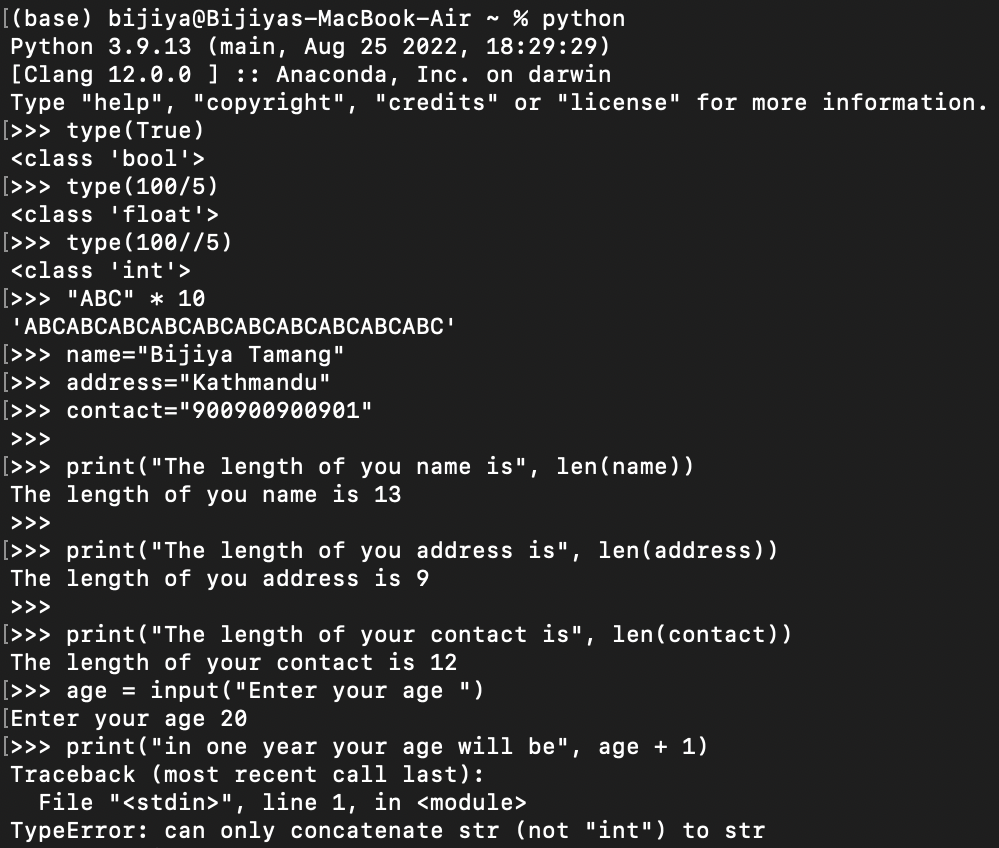 [(base) bijiya@Bijiyas-MacBook-Air ~ % python
Python 3.9.13 (main, Aug 25 2022, 18:29:29)
[Clang 12.0.0 ] :: Anaconda, Inc. on darwin
Type "help", "copyright", "credits" or "license" for more information.
[>>> type(True)
<class 'bool'>
[>>> type(100/5)
<class 'float'>
[>>> type(100//5)
<class 'int'>
[>>> "ABC" * 10
'ABCABCABCABCABCABCABCABCABCABC'
[>>> name="Bijiya Tamang"
[>>> address="Kathmandu"
[>>> contact="900900900901"
>>>
[>>> print("The length of you name is", len(name))
The length of you name is 13
>>>
[>>> print("The length of you address is", len(address))
The length of you address is 9
>>>
[>>> print("The length of your contact is", len(contact))
The length of your contact is 12
[>>> age = input("Enter your age ")
[Enter your age 20
[>>> print("in one year your age will be", age + 1)
Traceback (most recent call last):
  File "<stdin>", line 1, in <module>
TypeError: can only concatenate str (not "int") to str